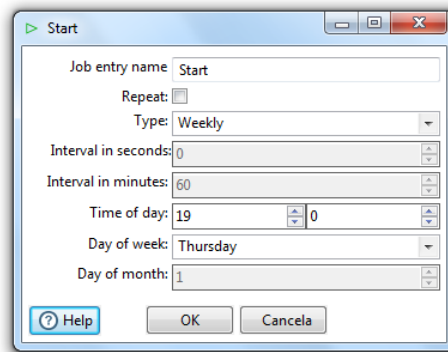 Start
Job entry name Start
Repeat:
Type: Weekly
Interval in seconds: 0
Interval in minutes: 60
Time of day: 19 0
Day of week: Thursday
Day of month: 1
Help OK Cancela